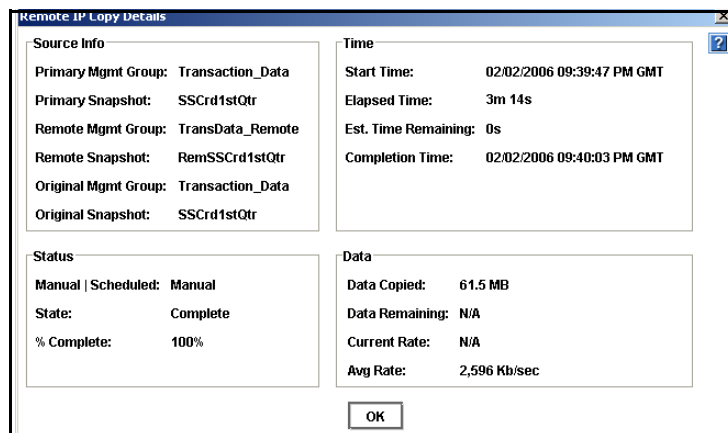 Remote IP Copy Details
?
Source Info
Primary Mgmt Group: Transaction_Data
Primary Snapshot: SSCrd1stQtr
Remote Mgmt Group: TransData_Remote
Remote Snapshot: RemSSCrd1stQtr
Original Mgmt Group: Transaction_Data
Original Snapshot: SSCrd1stQtr
Time
Start Time: 02/02/2006 09:39:47 PM GMT
Elapsed Time: 3m 14s
Est. Time Remaining: 0s
Completion Time: 02/02/2006 09:40:03 PM GMT
Status
Manual | Scheduled: Manual
State: Complete
% Complete: 100%
Data
Data Copied: 61.5 MB
Data Remaining: N/A
Current Rate: N/A
Avg Rate: 2,596 Kb/sec
OK